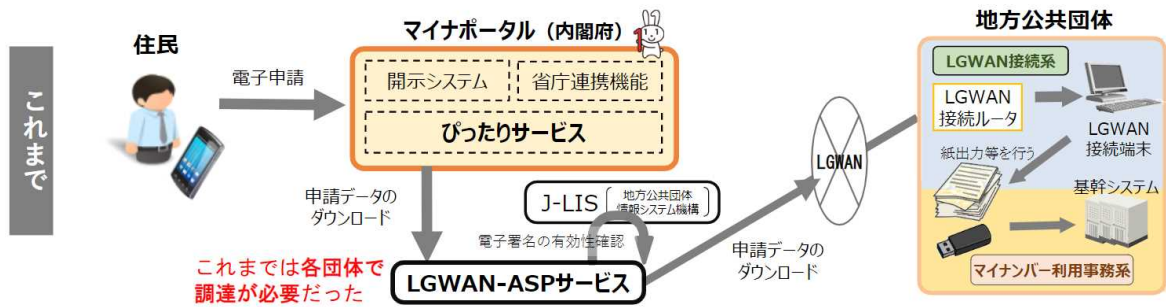 これまで
住民
電子申請
マイナポータル（内閣府）
開示システム
省庁連携機能
ぴったりサービス
申請データの
ダウンロード
J-LIS
地方公共団体
情報システム機構
電子署名の有効性確認
これまでは各団体で
調達が必要だった
LGWAN-ASPサービス
申請データの
ダウンロード
LGWAN
地方公共団体
LGWAN接続系
LGWAN
接続ルータ
LGWAN
接続端末
紙出力等を行う
基幹システム
マイナンバー利用事務系